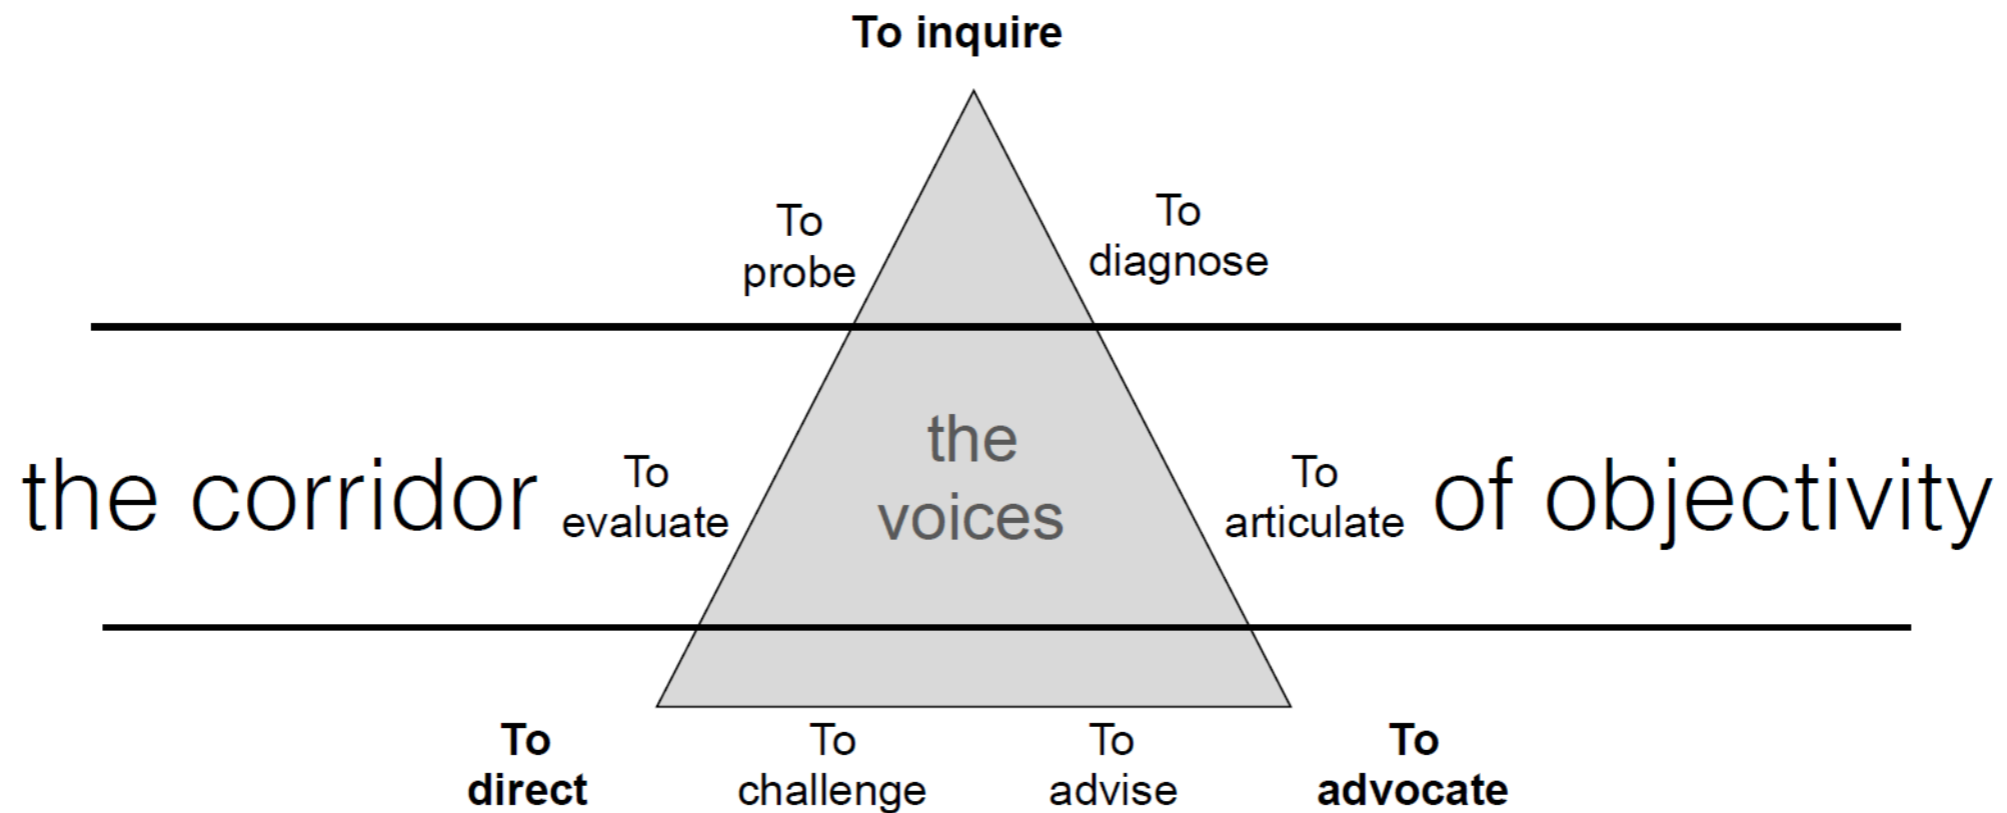 To inquire
To
probe
To
diagnose
the corridor
To
evaluate
the
voices
To
articulate
of objectivity
To
direct
To
challenge
To
advise
To
advocate